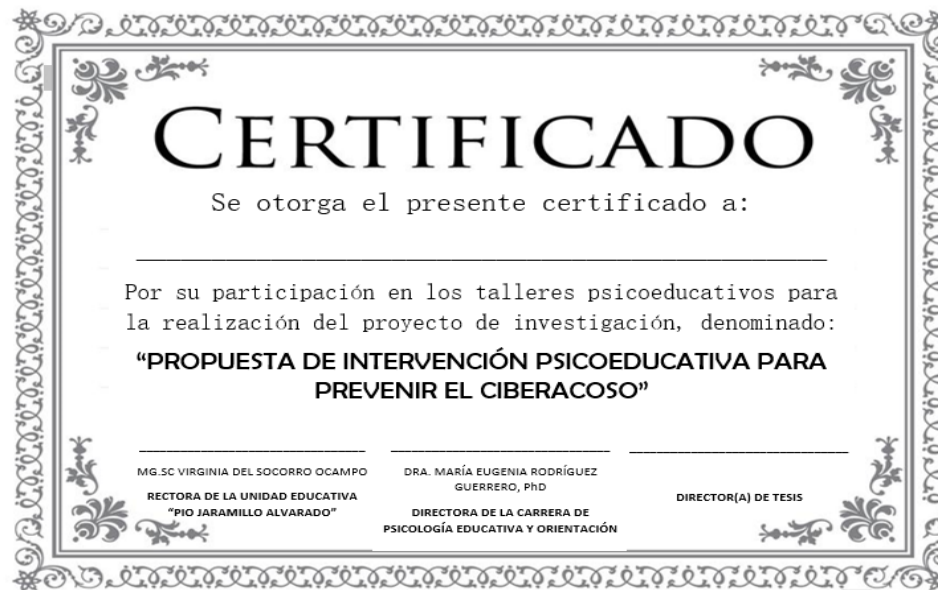 CERTIFICADO
Se otorga el presente certificado a:
Por su participación en los talleres psicoeducativos para
la realización del proyecto de investigación, denominado:
“PROPUESTA DE INTERVENCIÓN PSICOEDUCATIVA PARA
PREVENIR EL CIBERACOSO”
MG.SC VIRGINIA DEL SOCORRO OCAMPO
RECTORA DE LA UNIDAD EDUCATIVA
“PIO JARAMILLO ALVARADO”
DRA. MARÍA EUGENIA RODRÍGUEZ
GUERRERO, PhD
DIRECTORA DE LA CARRERA DE
PSICOLOGÍA EDUCATIVA Y ORIENTACIÓN
DIRECTOR(A) DE TESIS